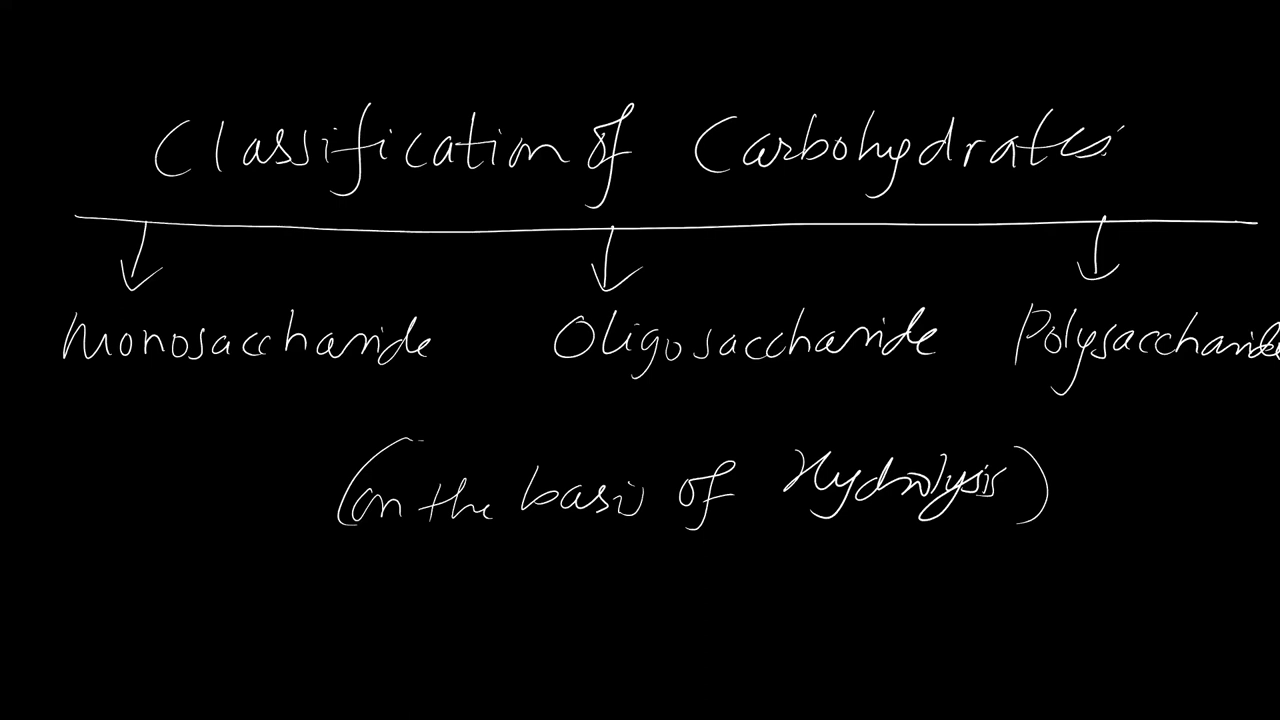 Classification of Carbohydrates
Monosaccharide Oligosaccharide Polysaccharide
(on the basis of Hydrolysis)